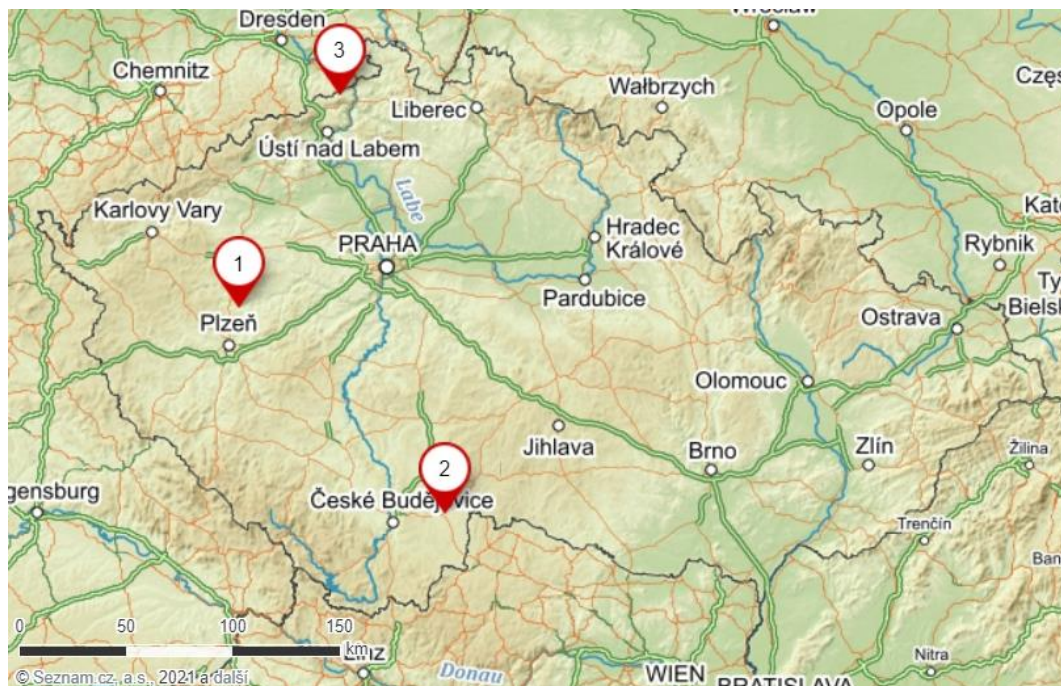 Dresden
Wrocław
3
Chemnitz
Liberec
Wałbrzych
Opole
Ústí nad Labem
Labe
Karlovy Vary
PRAHA
Hradec
Králové
Rybnik
1
Pardubice
Plzeň
Ostrava
Olomouc
Jihlava
Brno
Zlín
Žilina
2
České Budějovice
Trenčín
0 50 100 150
km
Donau
WIEN
Nitra
BRATISLAVA
© Seznam.cz, a.s., 2021 a další